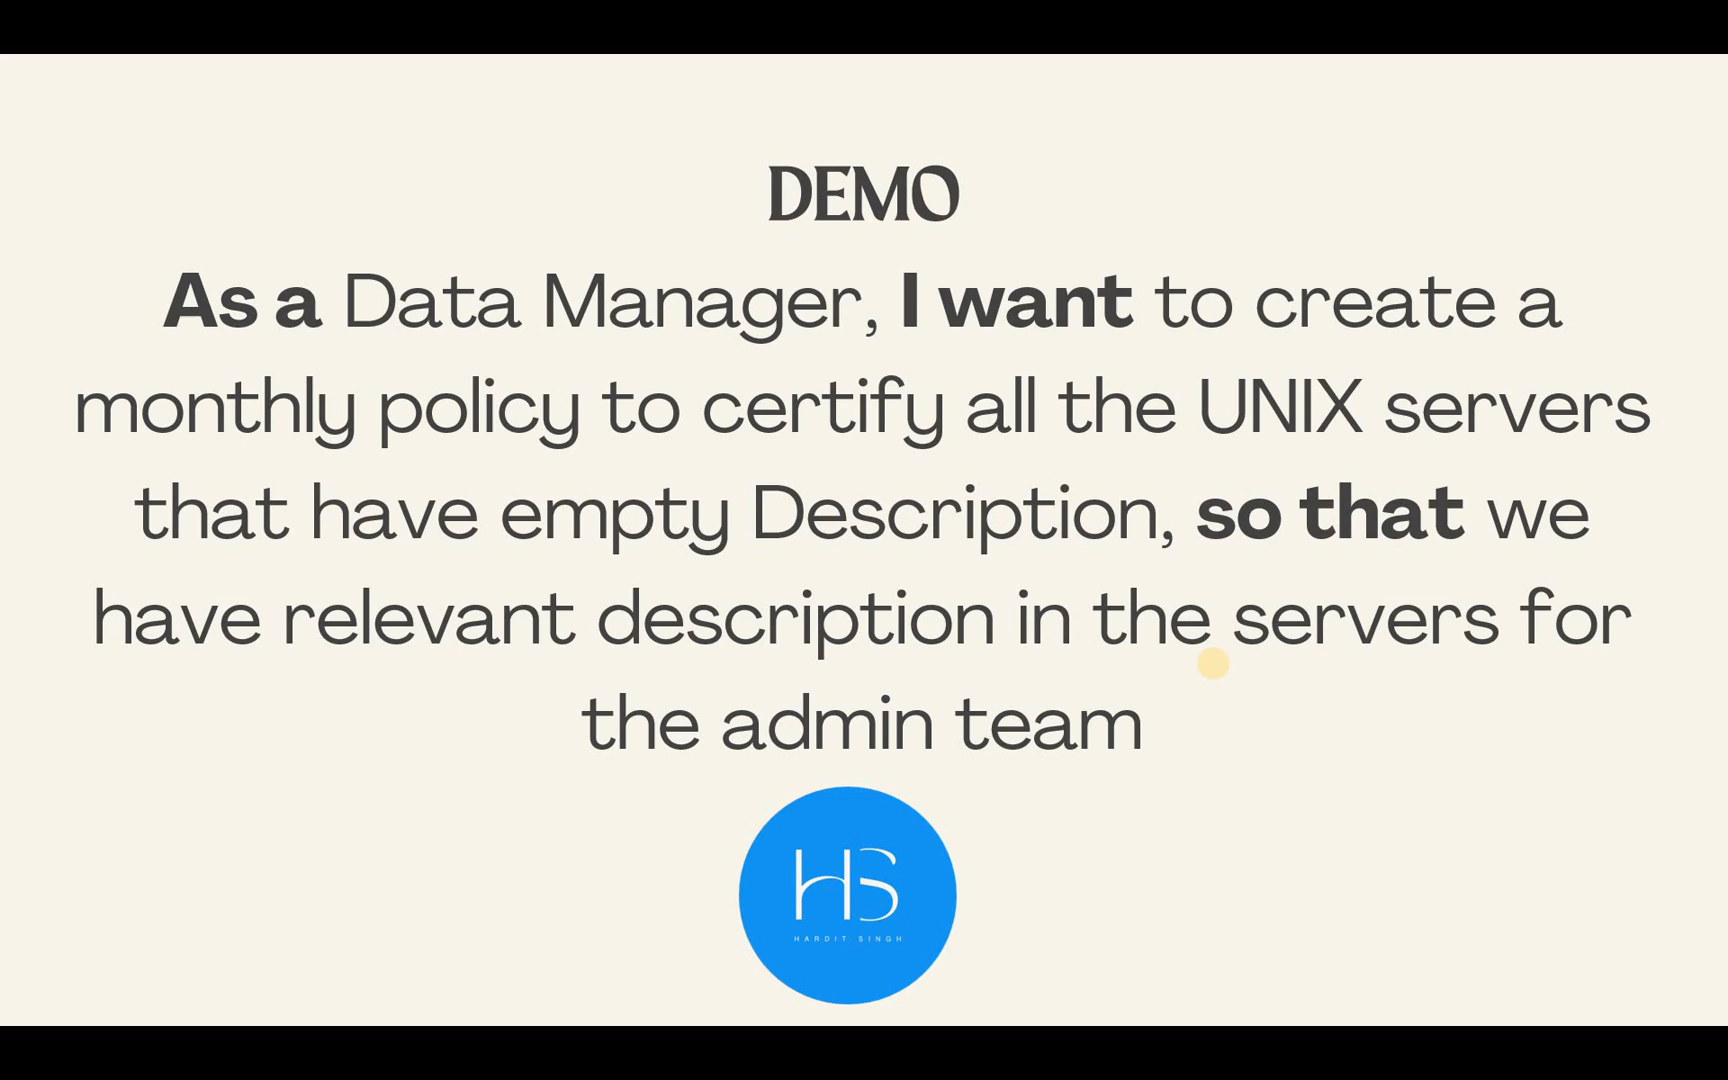 DEMO
As a Data Manager, I want to create a
monthly policy to certify all the UNIX servers
that have empty Description, so that we
have relevant description in the servers for
the admin team
HS
HARDIT SINGH